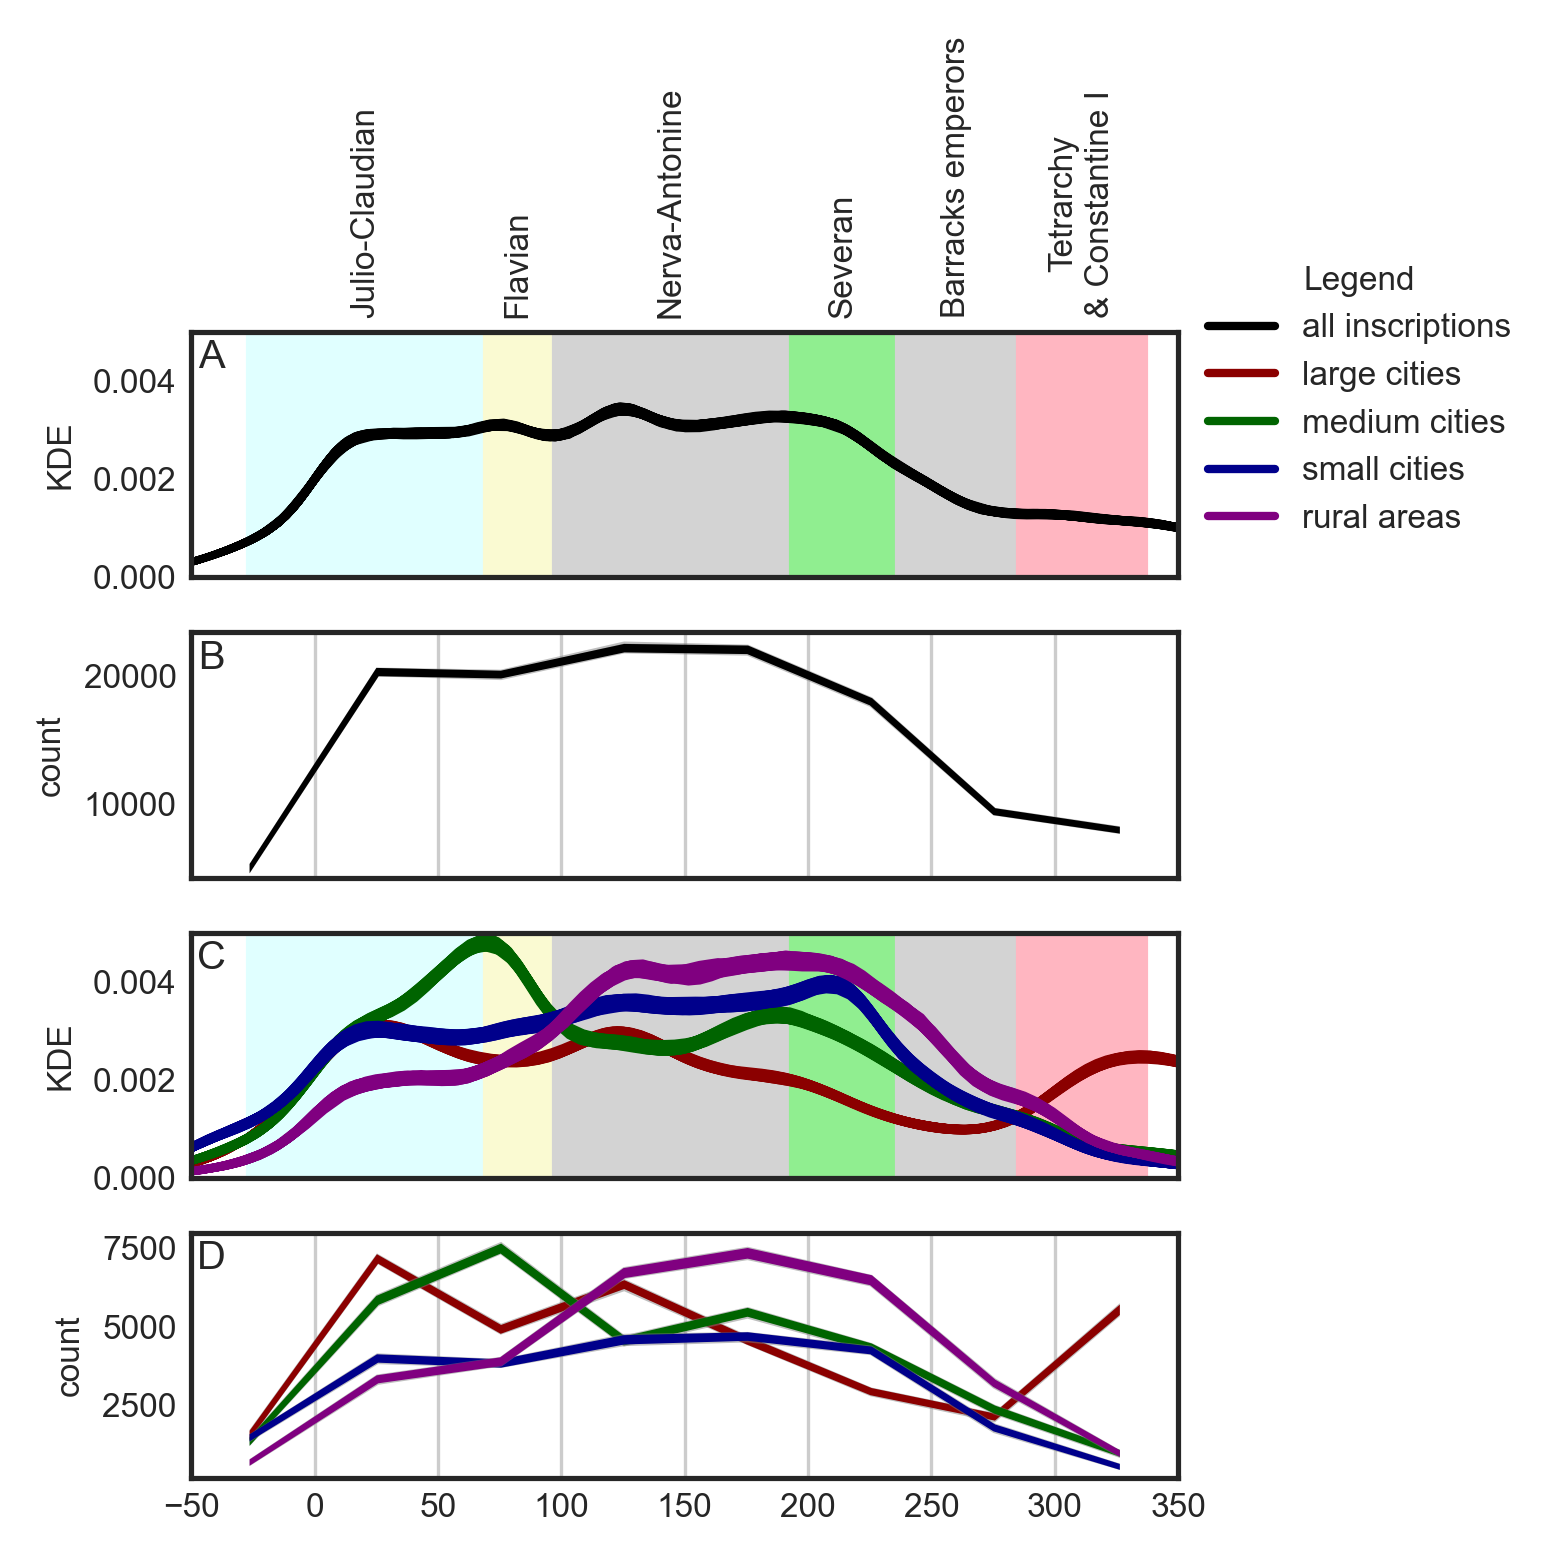 Julio-Claudian
Flavian
Nerva-Antonine
Severan
Barracks emperors
Tetrarchy
& Constantine I
Legend
all inscriptions
large cities
medium cities
small cities
rural areas
A
KDE
0.004
0.002
0.000
B
count
20000
10000
C
KDE
0.004
0.002
0.000
D
count
7500
5000
2500
−50 0 50 100 150 200 250 300 350